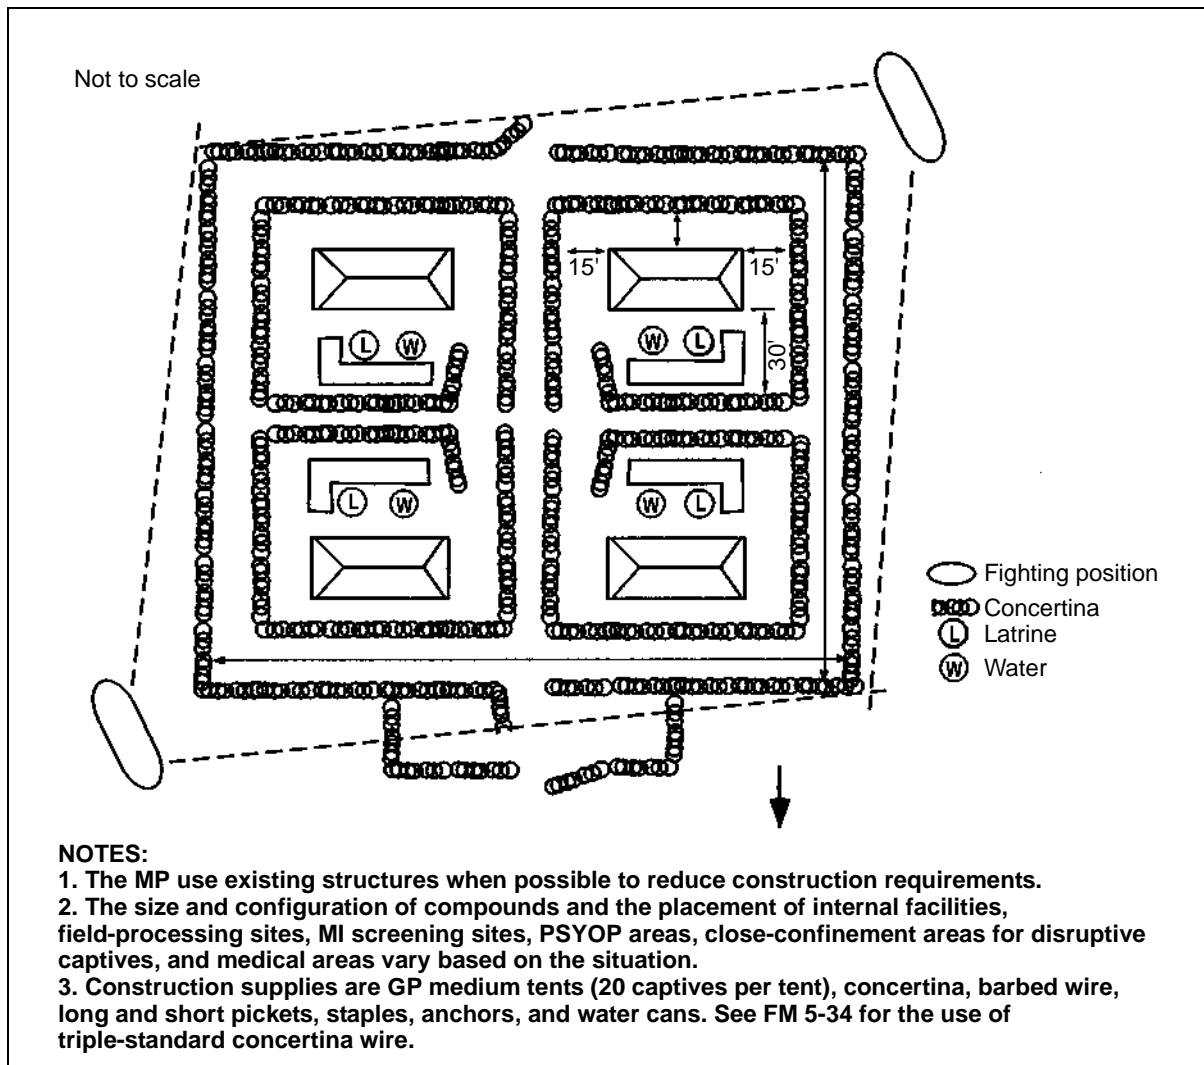 Not to scale
15' 15'
L W W L
30'
L W W L
Fighting position
Concertina
L Latrine
W Water
NOTES:
1. The MP use existing structures when possible to reduce construction requirements.
2. The size and configuration of compounds and the placement of internal facilities,
field-processing sites, MI screening sites, PSYOP areas, close-confinement areas for disruptive
captives, and medical areas vary based on the situation.
3. Construction supplies are GP medium tents (20 captives per tent), concertina, barbed wire,
long and short pickets, staples, anchors, and water cans. See FM 5-34 for the use of
triple-standard concertina wire.